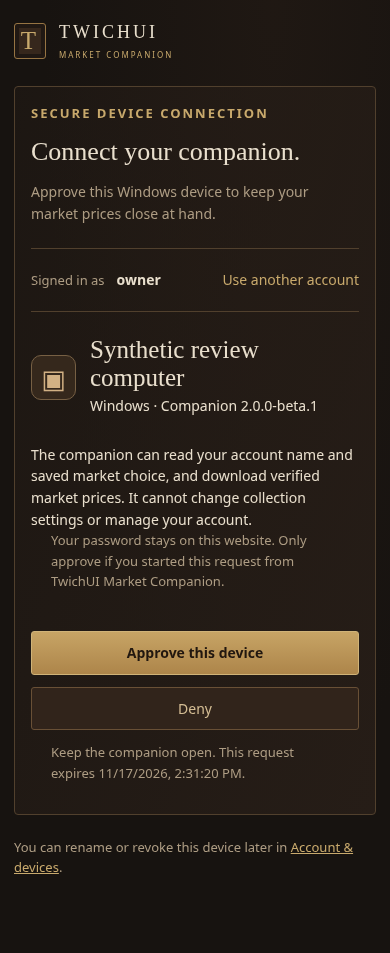 T
TWICHUI
MARKET COMPANION
SECURE DEVICE CONNECTION
Connect your companion.
Approve this Windows device to keep your
market prices close at hand.
Signed in as owner Use another account
Synthetic review
computer
Windows · Companion 2.0.0-beta.1
The companion can read your account name and
saved market choice, and download verified
market prices. It cannot change collection
settings or manage your account.
Your password stays on this website. Only
approve if you started this request from
TwichUI Market Companion.
Approve this device
Deny
Keep the companion open. This request
expires 11/17/2026, 2:31:20 PM.
You can rename or revoke this device later in Account &
devices.